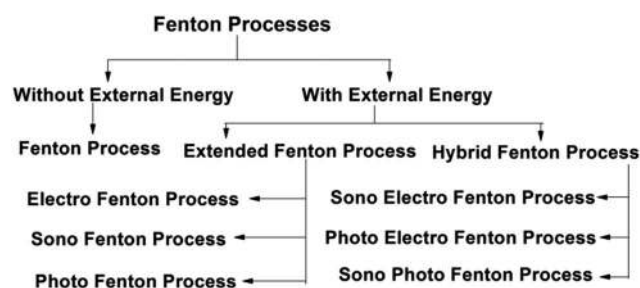 Fenton Processes
Without External Energy
With External Energy
Fenton Process
Extended Fenton Process
Hybrid Fenton Process
Electro Fenton Process
Sono Fenton Process
Photo Fenton Process
Sono Electro Fenton Process
Photo Electro Fenton Process
Sono Photo Fenton Process